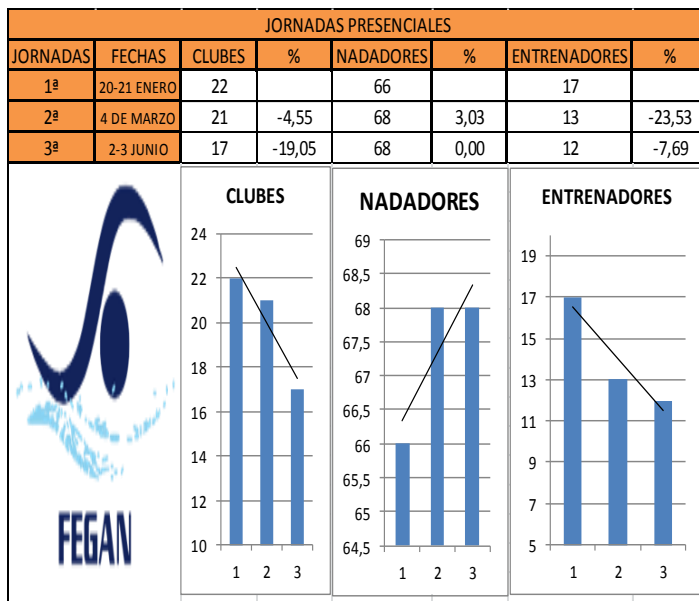 JORNADAS PRESENCIALES
JORNADAS FECHAS CLUBES % NADADORES % ENTRENADORES %
1ª 20-21 ENERO 22 66 17
2ª 4 DE MARZO 21 -4,55 68 3,03 13 -23,53
3ª 2-3 JUNIO 17 -19,05 68 0,00 12 -7,69
FEGAN
CLUBES
24
22
20
18
16
14
12
10
1 2 3
NADADORES
69
68,5
68
67,5
67
66,5
66
65,5
65
64,5
1 2 3
ENTRENADORES
19
17
15
13
11
9
7
5
1 2 3